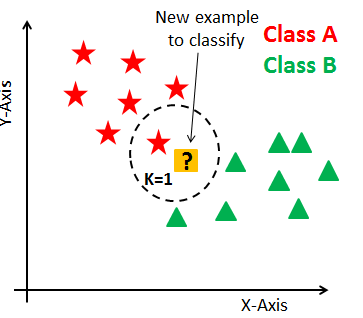 New example
to classify
Class A
Class B
Y-Axis
?
K=1
X-Axis